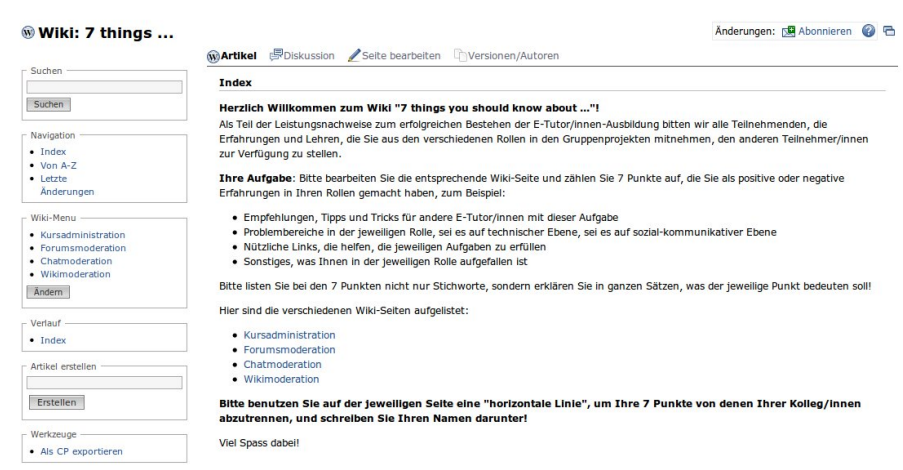 Wiki: 7 things ...
Änderungen: Abonnieren
Artikel Diskussion Seite bearbeiten Versionen/Autoren
Suchen
Suchen
Navigation
Index
Von A-Z
Letzte
Änderungen
Wiki-Menu
Kursadministration
Forumsmoderation
Chatmoderation
Wikimoderation
Ändern
Verlauf
Index
Artikel erstellen
Erstellen
Werkzeuge
Als CP exportieren
Index
Herzlich Willkommen zum Wiki "7 things you should know about ..."!
Als Teil der Leistungsnachweise zum erfolgreichen Bestehen der E-Tutor/innen-Ausbildung bitten wir alle Teilnehmenden, die
Erfahrungen und Lehren, die Sie aus den verschiedenen Rollen in den Gruppenprojekten mitnehmen, den anderen Teilnehmer/innen
zur Verfügung zu stellen.
Ihre Aufgabe: Bitte bearbeiten Sie die entsprechende Wiki-Seite und zählen Sie 7 Punkte auf, die Sie als positive oder negative
Erfahrungen in Ihren Rollen gemacht haben, zum Beispiel:
Empfehlungen, Tipps und Tricks für andere E-Tutor/innen mit dieser Aufgabe
Problembereiche in der jeweiligen Rolle, sei es auf technischer Ebene, sei es auf sozial-kommunikativer Ebene
Nützliche Links, die helfen, die jeweiligen Aufgaben zu erfüllen
Sonstiges, was Ihnen in der jeweiligen Rolle aufgefallen ist
Bitte listen Sie bei den 7 Punkten nicht nur Stichworte, sondern erklären Sie in ganzen Sätzen, was der jeweilige Punkt bedeuten soll!
Hier sind die verschiedenen Wiki-Seiten aufgelistet:
Kursadministration
Forumsmoderation
Chatmoderation
Wikimoderation
Bitte benutzen Sie auf der jeweiligen Seite eine "horizontale Linie", um Ihre 7 Punkte von denen Ihrer Kolleg/innen
abzutrennen, und schreiben Sie Ihren Namen darunter!
Viel Spass dabei!